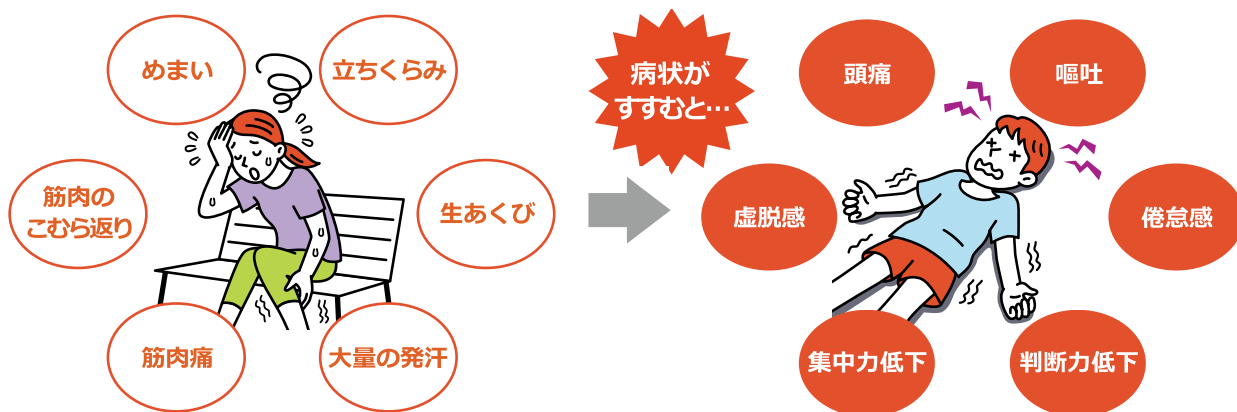 めまい
立ちくらみ
筋肉の
こむら返り
生あくび
筋肉痛
大量の発汗
病状が
すすむと…
頭痛
嘔吐
虚脱感
倦怠感
集中力低下
判断力低下